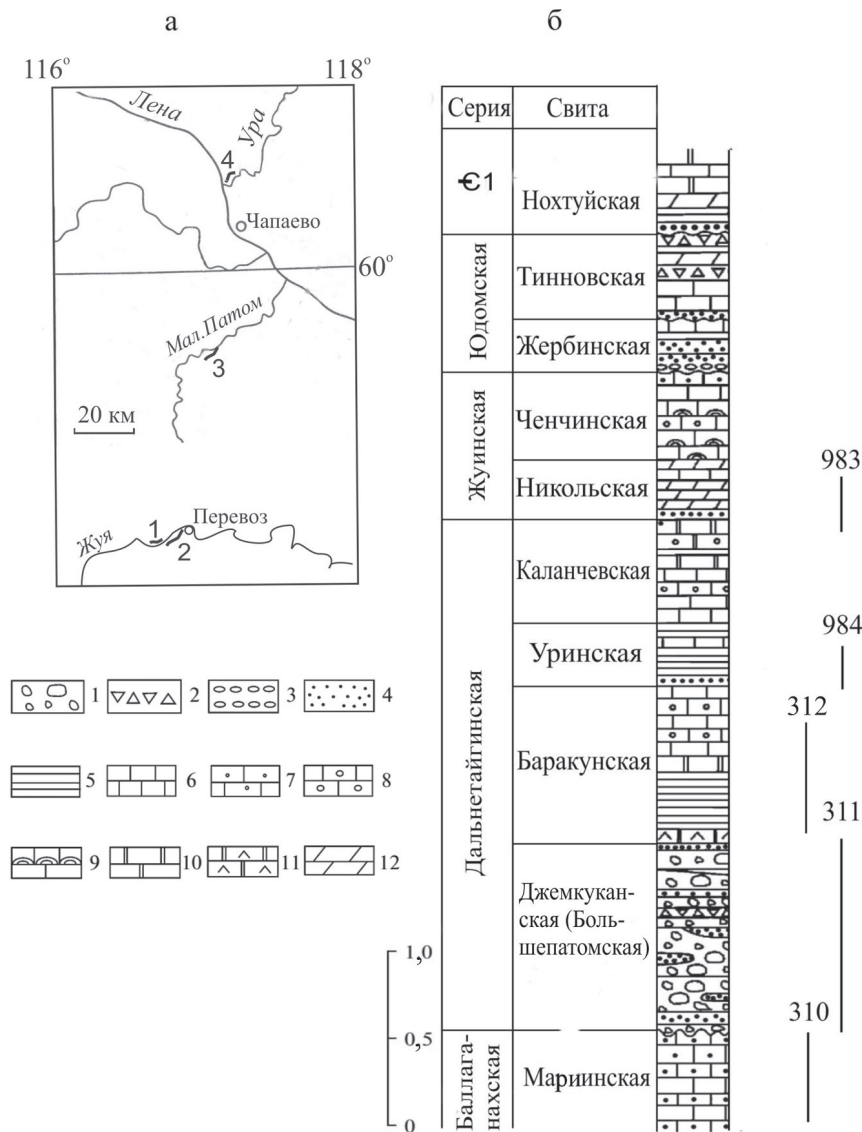 а
116°
118°
Лена
Ура
4
Чапаево
60°
Мал.Патом
3
20 км
Перевоз
1
2
Жуя
1
2
3
4
5
6
7
8
9
10
11
12
б
Серия
Свита
Є1
Нохтуйская
Юдомская
Тинновская
Жербинская
Жуинская
Ченчинская
Никольская
983
Дальнетайгинская
Каланчевская
984
Уринская
312
Баракунская
311
Джемкукан-
ская (Боль-
шепатомская)
310
Баллага-
нахская
Мариинская
1,0
0,5
0